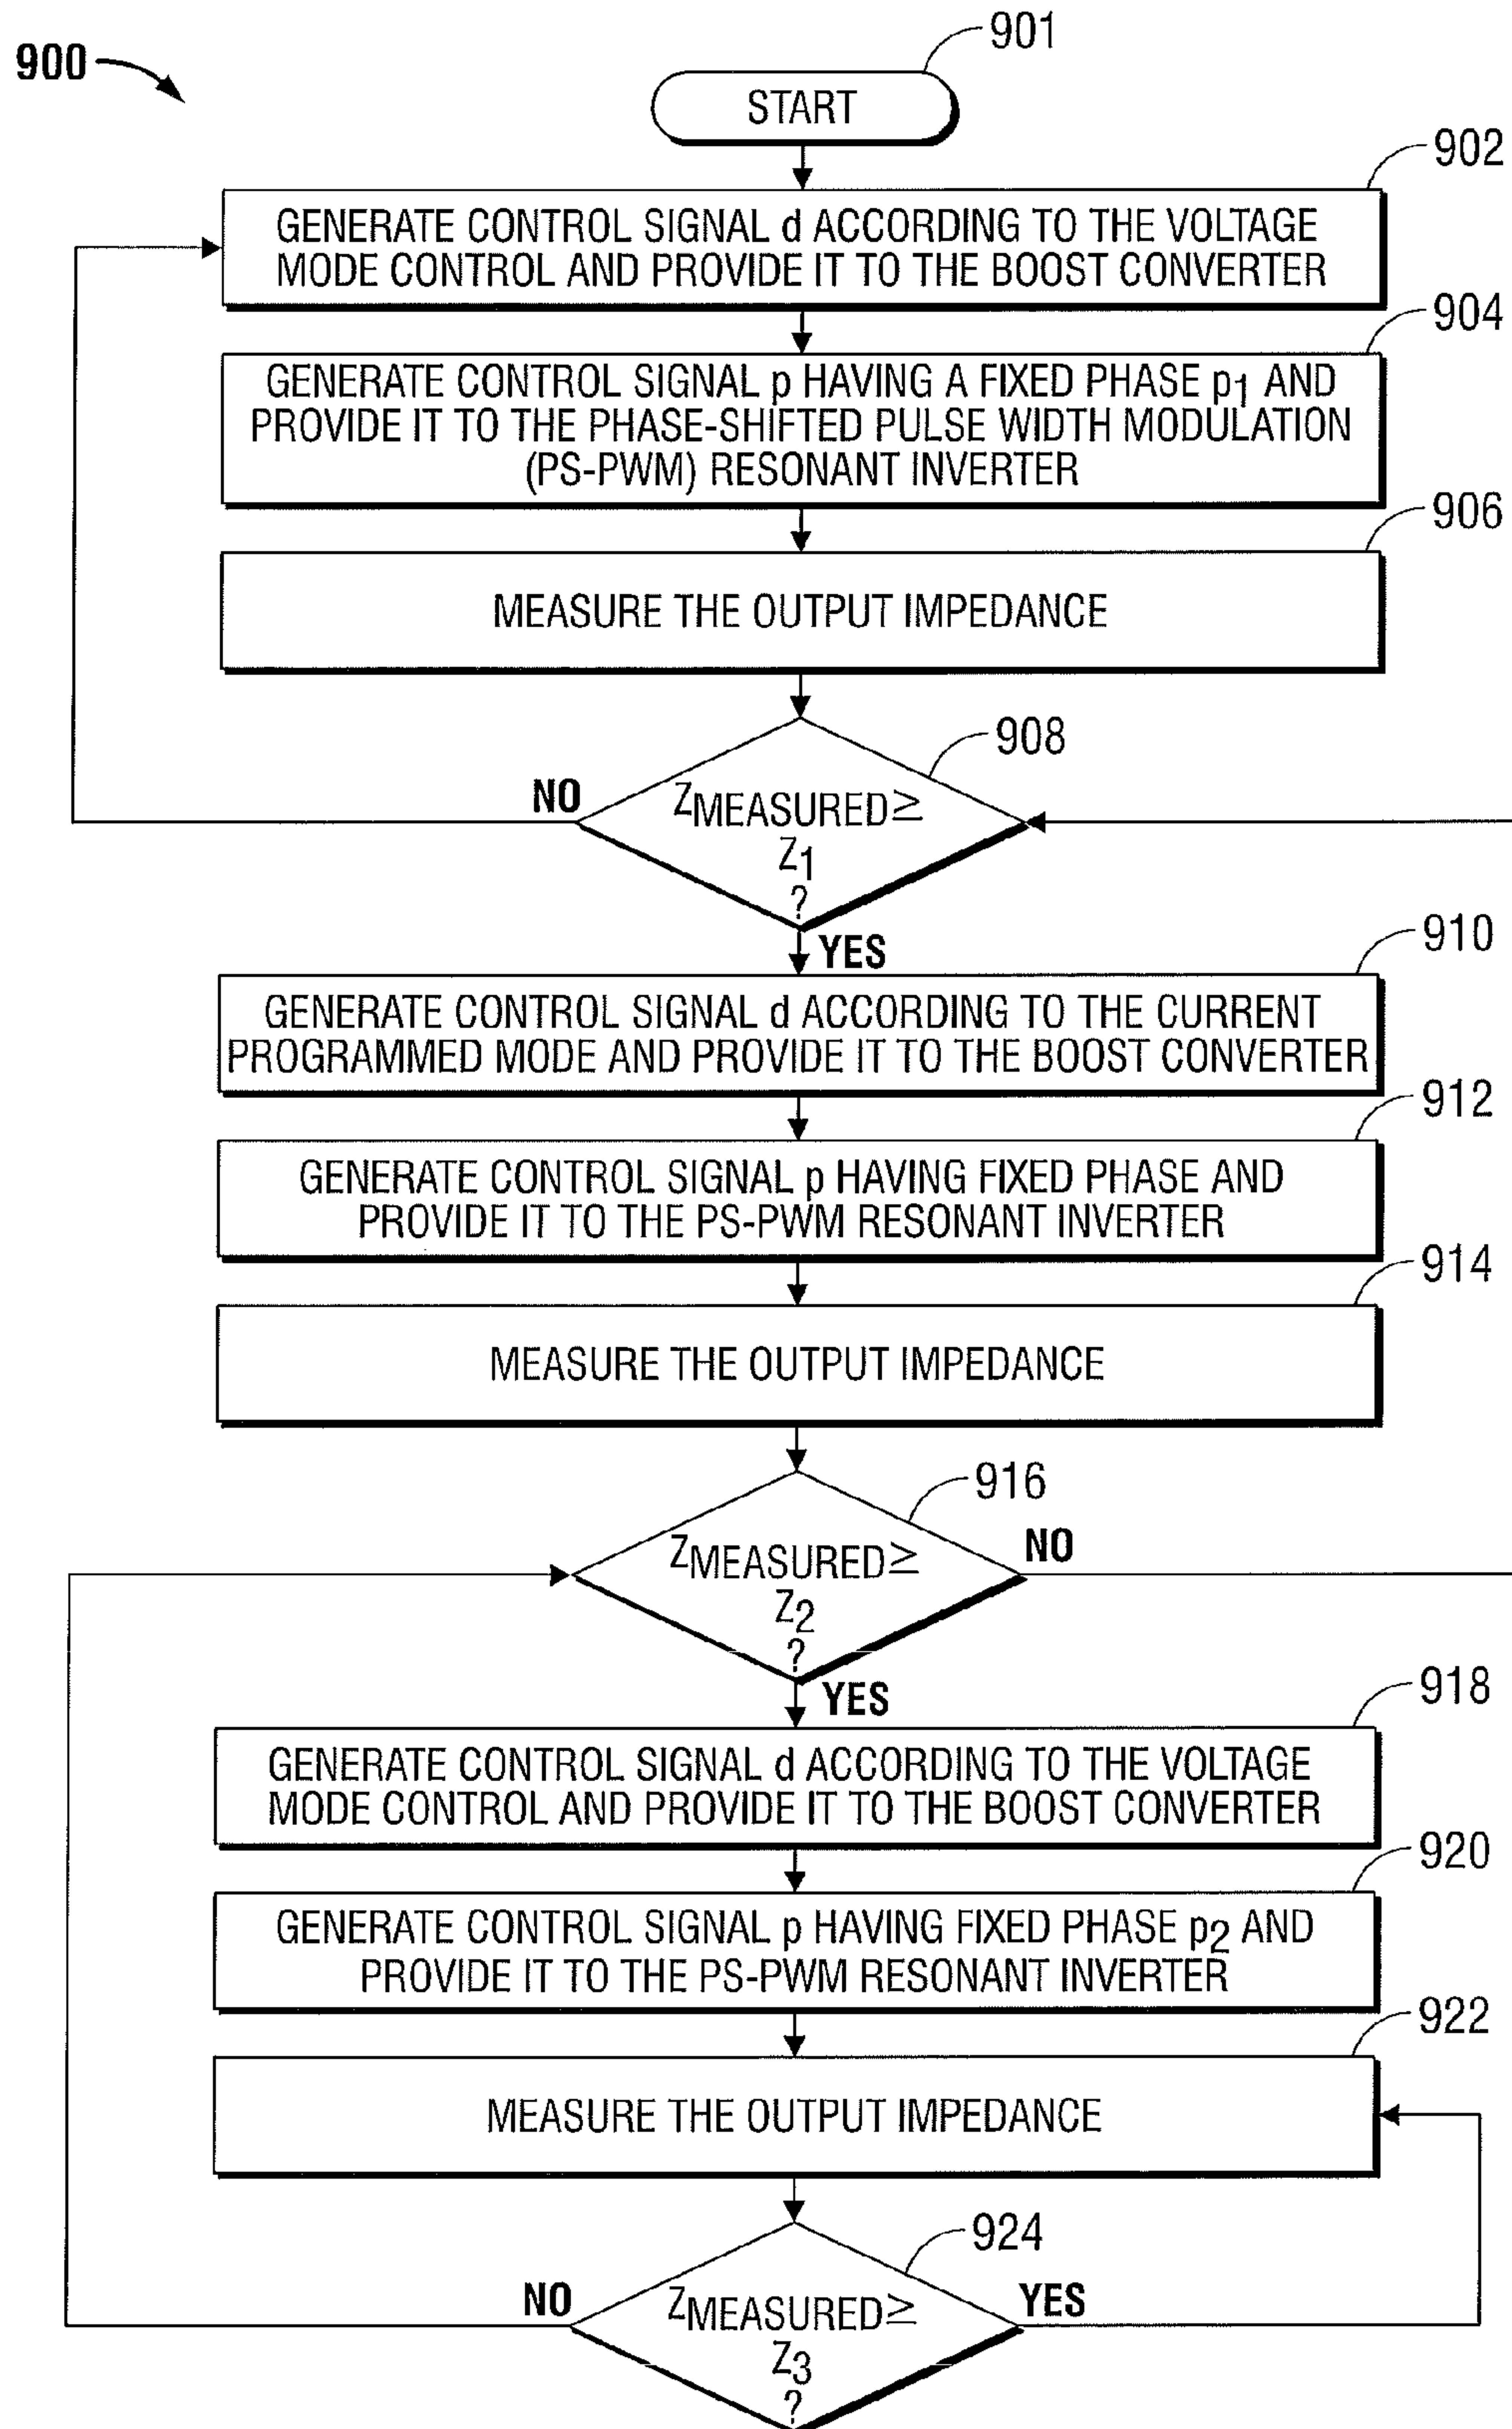 900
901
START
902
GENERATE CONTROL SIGNAL d ACCORDING TO THE VOLTAGE
MODE CONTROL AND PROVIDE IT TO THE BOOST CONVERTER
904
GENERATE CONTROL SIGNAL p HAVING A FIXED PHASE p1 AND
PROVIDE IT TO THE PHASE-SHIFTED PULSE WIDTH MODULATION
(PS-PWM) RESONANT INVERTER
906
MEASURE THE OUTPUT IMPEDANCE
908
NO
ZMEASURED≥
Z1
?
YES
910
GENERATE CONTROL SIGNAL d ACCORDING TO THE CURRENT
PROGRAMMED MODE AND PROVIDE IT TO THE BOOST CONVERTER
912
GENERATE CONTROL SIGNAL p HAVING FIXED PHASE AND
PROVIDE IT TO THE PS-PWM RESONANT INVERTER
914
MEASURE THE OUTPUT IMPEDANCE
916
ZMEASURED≥
NO
Z2
?
YES
918
GENERATE CONTROL SIGNAL d ACCORDING TO THE VOLTAGE
MODE CONTROL AND PROVIDE IT TO THE BOOST CONVERTER
920
GENERATE CONTROL SIGNAL p HAVING FIXED PHASE p2 AND
PROVIDE IT TO THE PS-PWM RESONANT INVERTER
922
MEASURE THE OUTPUT IMPEDANCE
924
NO
ZMEASURED≥
YES
Z3
?